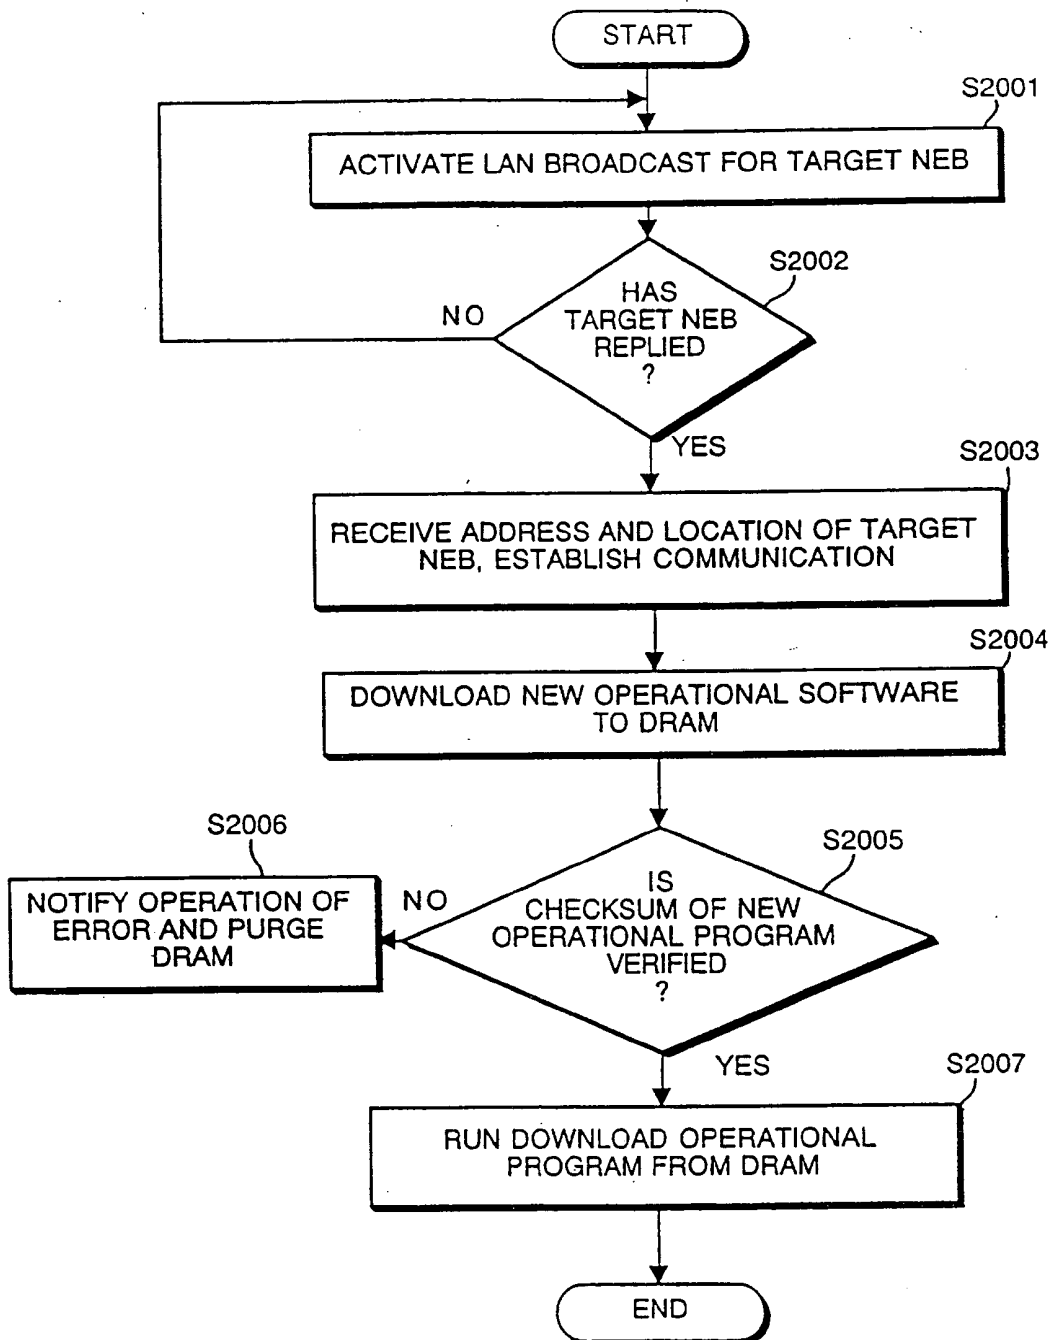 START
S2001
ACTIVATE LAN BROADCAST FOR TARGET NEB
S2002
HAS
TARGET NEB
REPLIED
?
NO
YES
S2003
RECEIVE ADDRESS AND LOCATION OF TARGET
NEB, ESTABLISH COMMUNICATION
S2004
DOWNLOAD NEW OPERATIONAL SOFTWARE
TO DRAM
S2005
IS
CHECKSUM OF NEW
OPERATIONAL PROGRAM
VERIFIED
?
NO
S2006
NOTIFY OPERATION OF
ERROR AND PURGE
DRAM
YES
S2007
RUN DOWNLOAD OPERATIONAL
PROGRAM FROM DRAM
END